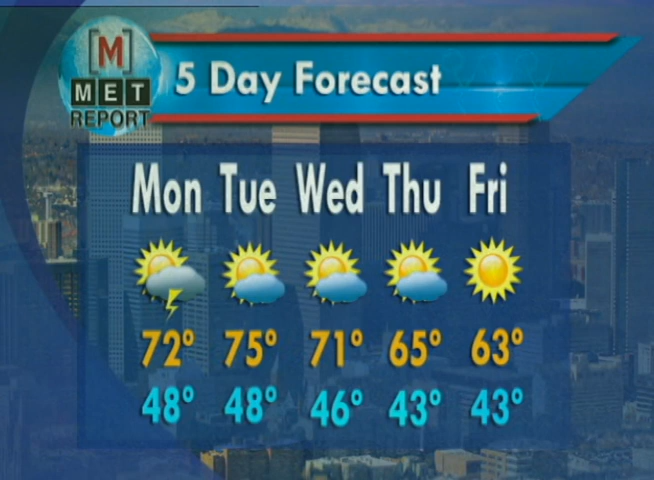 [M]
MET
REPORT
5 Day Forecast
Mon Tue Wed Thu Fri
72° 75° 71° 65° 63°
48° 48° 46° 43° 43°